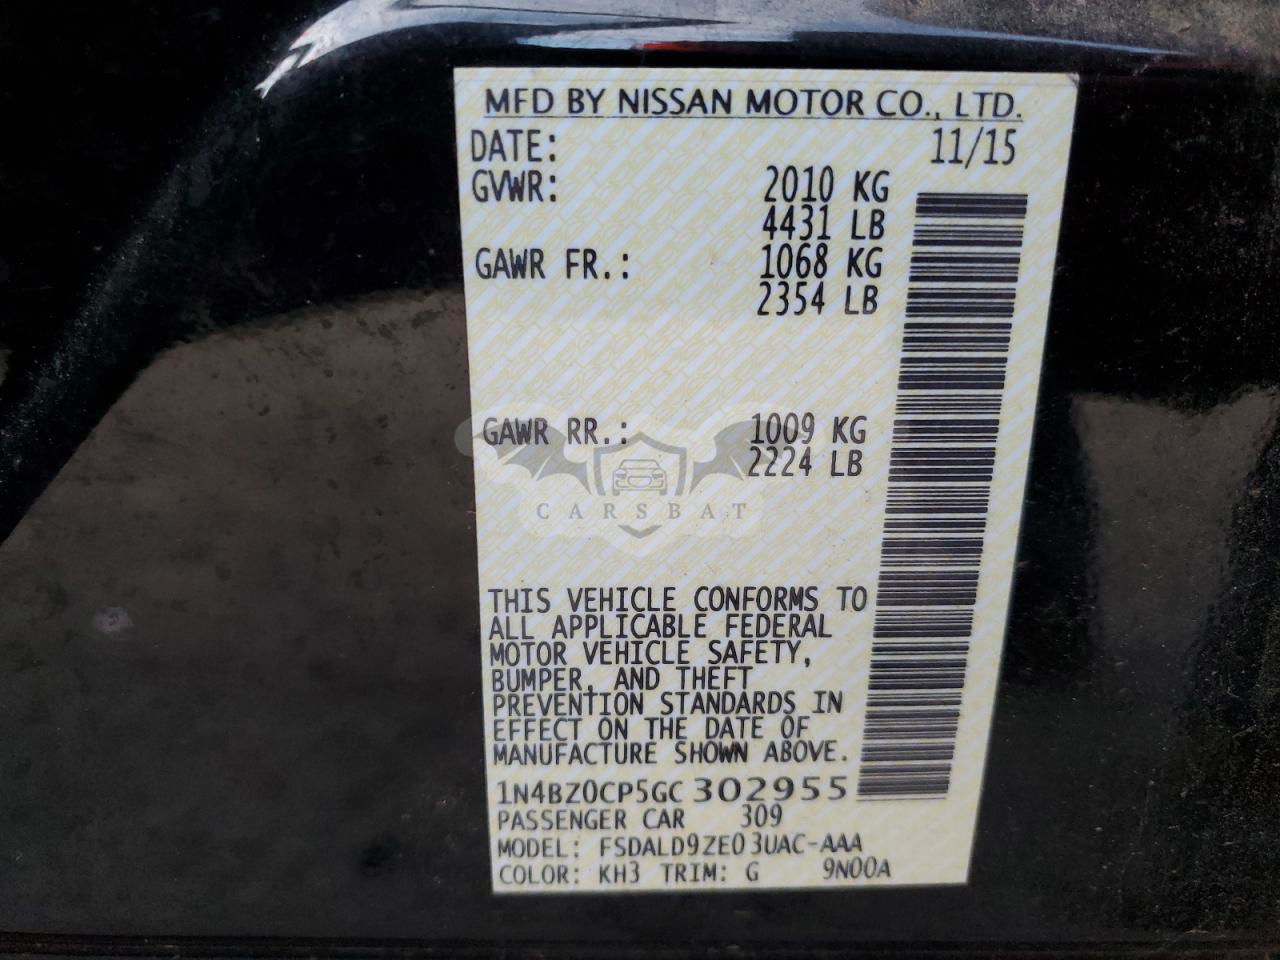 MFD BY NISSAN MOTOR CO., LTD.
DATE: 11/15
GVWR: 2010 KG
4431 LB
GAWR FR.: 1068 KG
2354 LB
GAWR RR.: 1009 KG
2224 LB
CARSBAT
THIS VEHICLE CONFORMS TO
ALL APPLICABLE FEDERAL
MOTOR VEHICLE SAFETY,
BUMPER, AND THEFT
PREVENTION STANDARDS IN
EFFECT ON THE DATE OF
MANUFACTURE SHOWN ABOVE.
1N4BZ0CP5GC302955
PASSENGER CAR 309
MODEL: FSDALD9ZE03UAC-AAA
COLOR: KH3 TRIM: G 9N00A